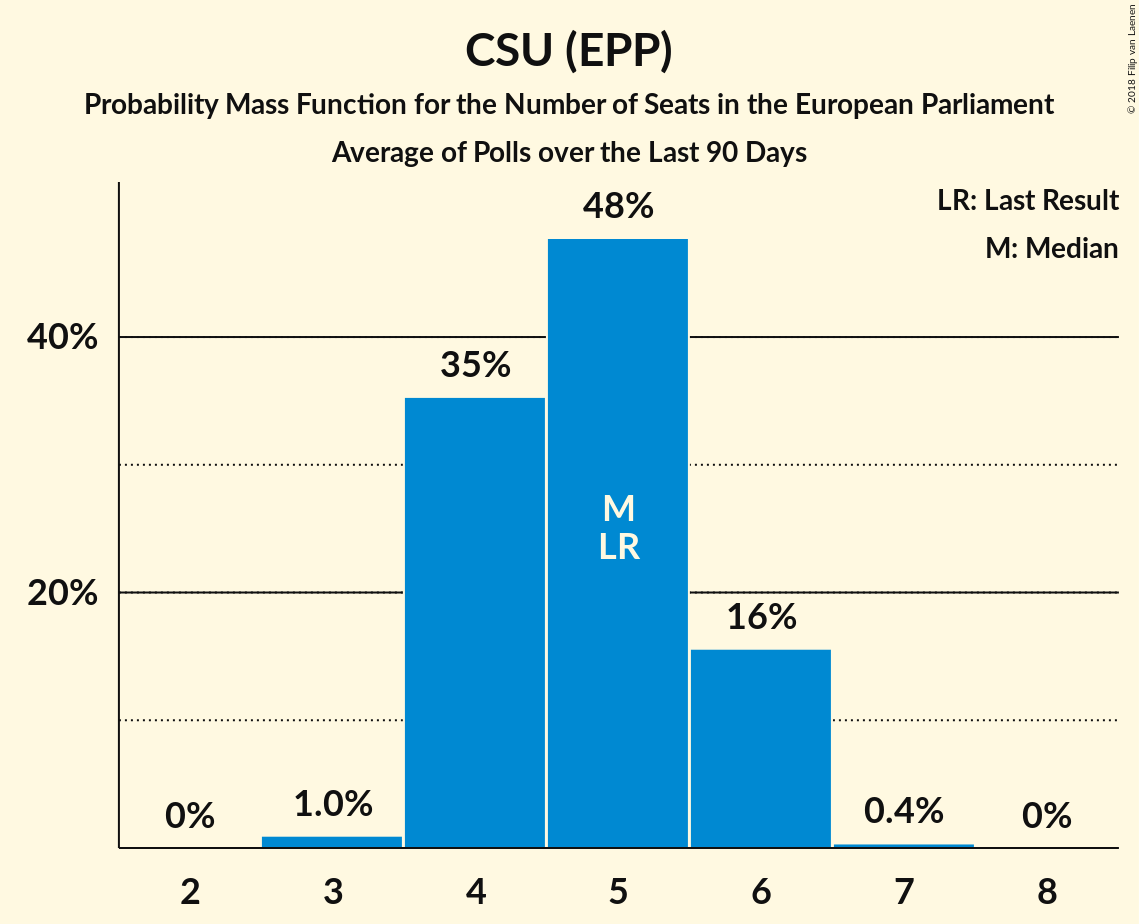 CSU (EPP)
Probability Mass Function for the Number of Seats in the European Parliament
Average of Polls over the Last 90 Days
© 2018 Filip van Laenen
LR: Last Result
M: Median
48%
40%
35%
M
LR
20%
16%
1.0%
0.4%
0%
0%
2 3 4 5 6 7 8